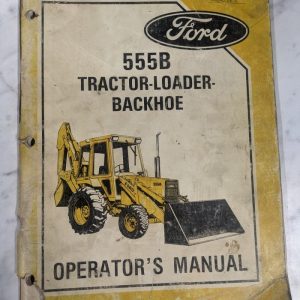 Ford
555B
TRACTOR-LOADER-
BACKHOE
OPERATOR'S MANUAL